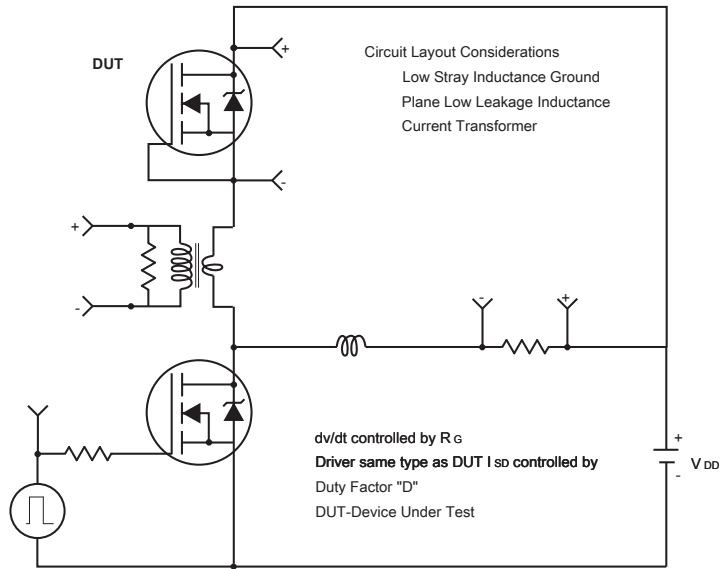 DUT
+
Circuit Layout Considerations
Low Stray Inductance Ground
Plane Low Leakage Inductance
Current Transformer
-
+
-
-
+
dv/dt controlled by R G
Driver same type as DUT I SD controlled by
Duty Factor "D"
DUT-Device Under Test
+
V DD
-